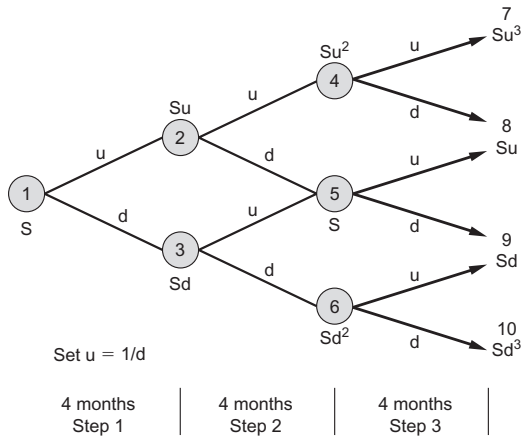 7
Su³
Su²
u
4
d
8
Su
Su
u
2
u
d
u
1
S
d
u
5
S
d
9
Sd
3
Sd
d
u
6
Sd²
d
10
Sd³
Set u = 1/d
4 months
Step 1
4 months
Step 2
4 months
Step 3